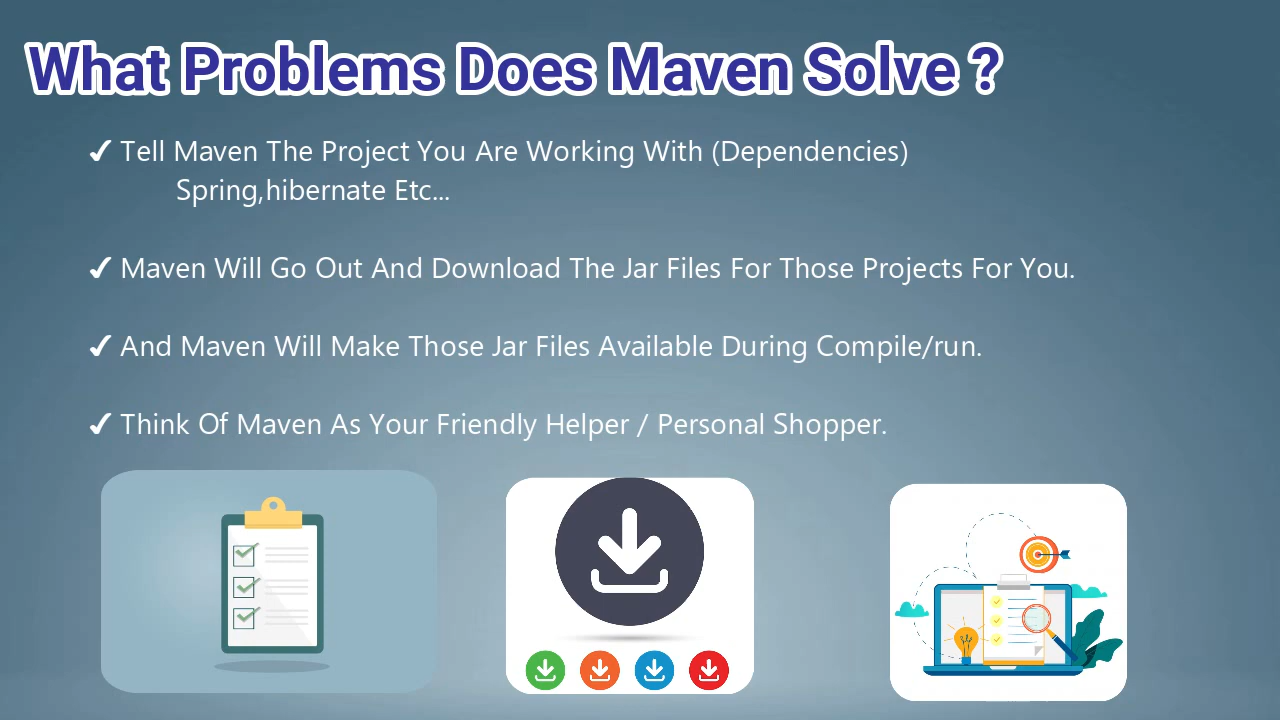 What Problems Does Maven Solve ?
✔ Tell Maven The Project You Are Working With (Dependencies)
Spring,hibernate Etc...
✔ Maven Will Go Out And Download The Jar Files For Those Projects For You.
✔ And Maven Will Make Those Jar Files Available During Compile/run.
✔ Think Of Maven As Your Friendly Helper / Personal Shopper.